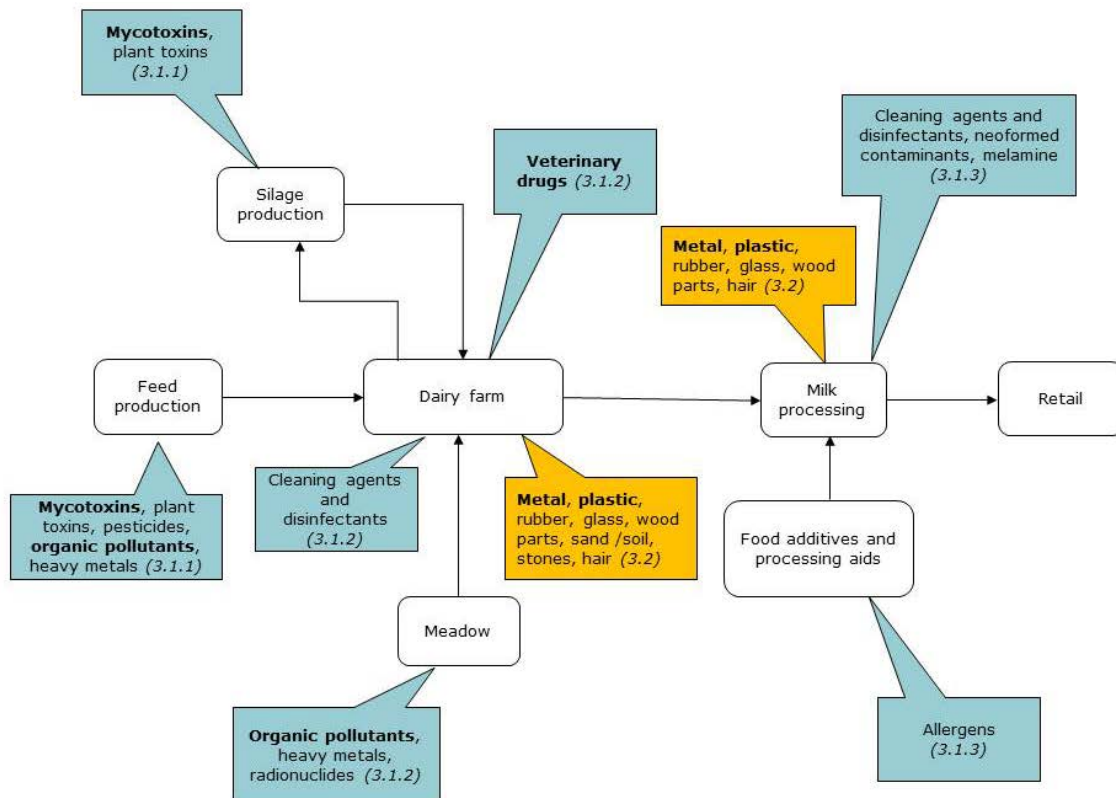 Mycotoxins,
plant toxins
(3.1.1)
Cleaning agents and
disinfectants, neoformed
contaminants, melamine
(3.1.3)
Veterinary
drugs (3.1.2)
Silage
production
Metal, plastic,
rubber, glass, wood
parts, hair (3.2)
Feed
production
Dairy farm
Milk
processing
Retail
Mycotoxins, plant
toxins, pesticides,
organic pollutants,
heavy metals (3.1.1)
Cleaning agents
and
disinfectants
(3.1.2)
Metal, plastic,
rubber, glass, wood
parts, sand /soil,
stones, hair (3.2)
Food additives and
processing aids
Meadow
Organic pollutants,
heavy metals,
radionuclides (3.1.2)
Allergens
(3.1.3)